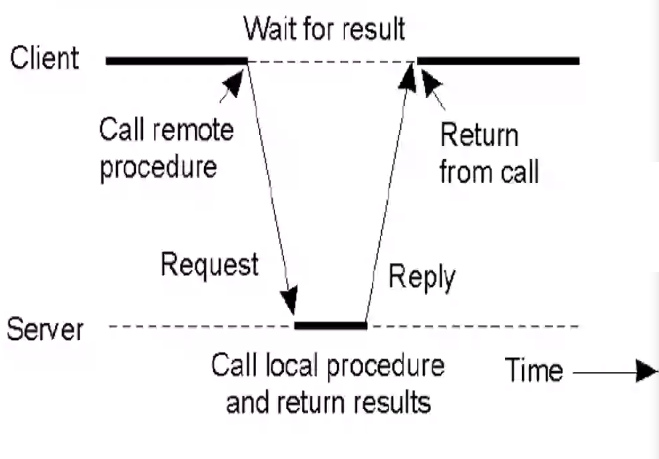 Wait for result
Client
Call remote
procedure
Return
from call
Request
Reply
Server
Call local procedure
and return results
Time